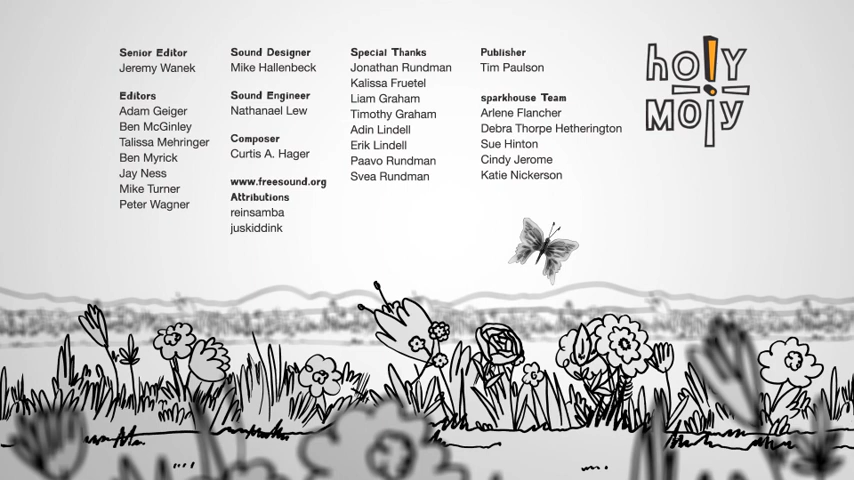 Senior Editor
Jeremy Wanek
Editors
Adam Geiger
Ben McGinley
Talissa Mehringer
Ben Myrick
Jay Ness
Mike Turner
Peter Wagner
Sound Designer
Mike Hallenbeck
Sound Engineer
Nathanael Lew
Composer
Curtis A. Hager
www.freesound.org
Attributions
reinsamba
juskiddink
Special Thanks
Jonathan Rundman
Kalissa Fruetel
Liam Graham
Timothy Graham
Adin Lindell
Erik Lindell
Paavo Rundman
Svea Rundman
Publisher
Tim Paulson
sparkhouse Team
Arlene Flancher
Debra Thorpe Hetherington
Sue Hinton
Cindy Jerome
Katie Nickerson
holy
moly